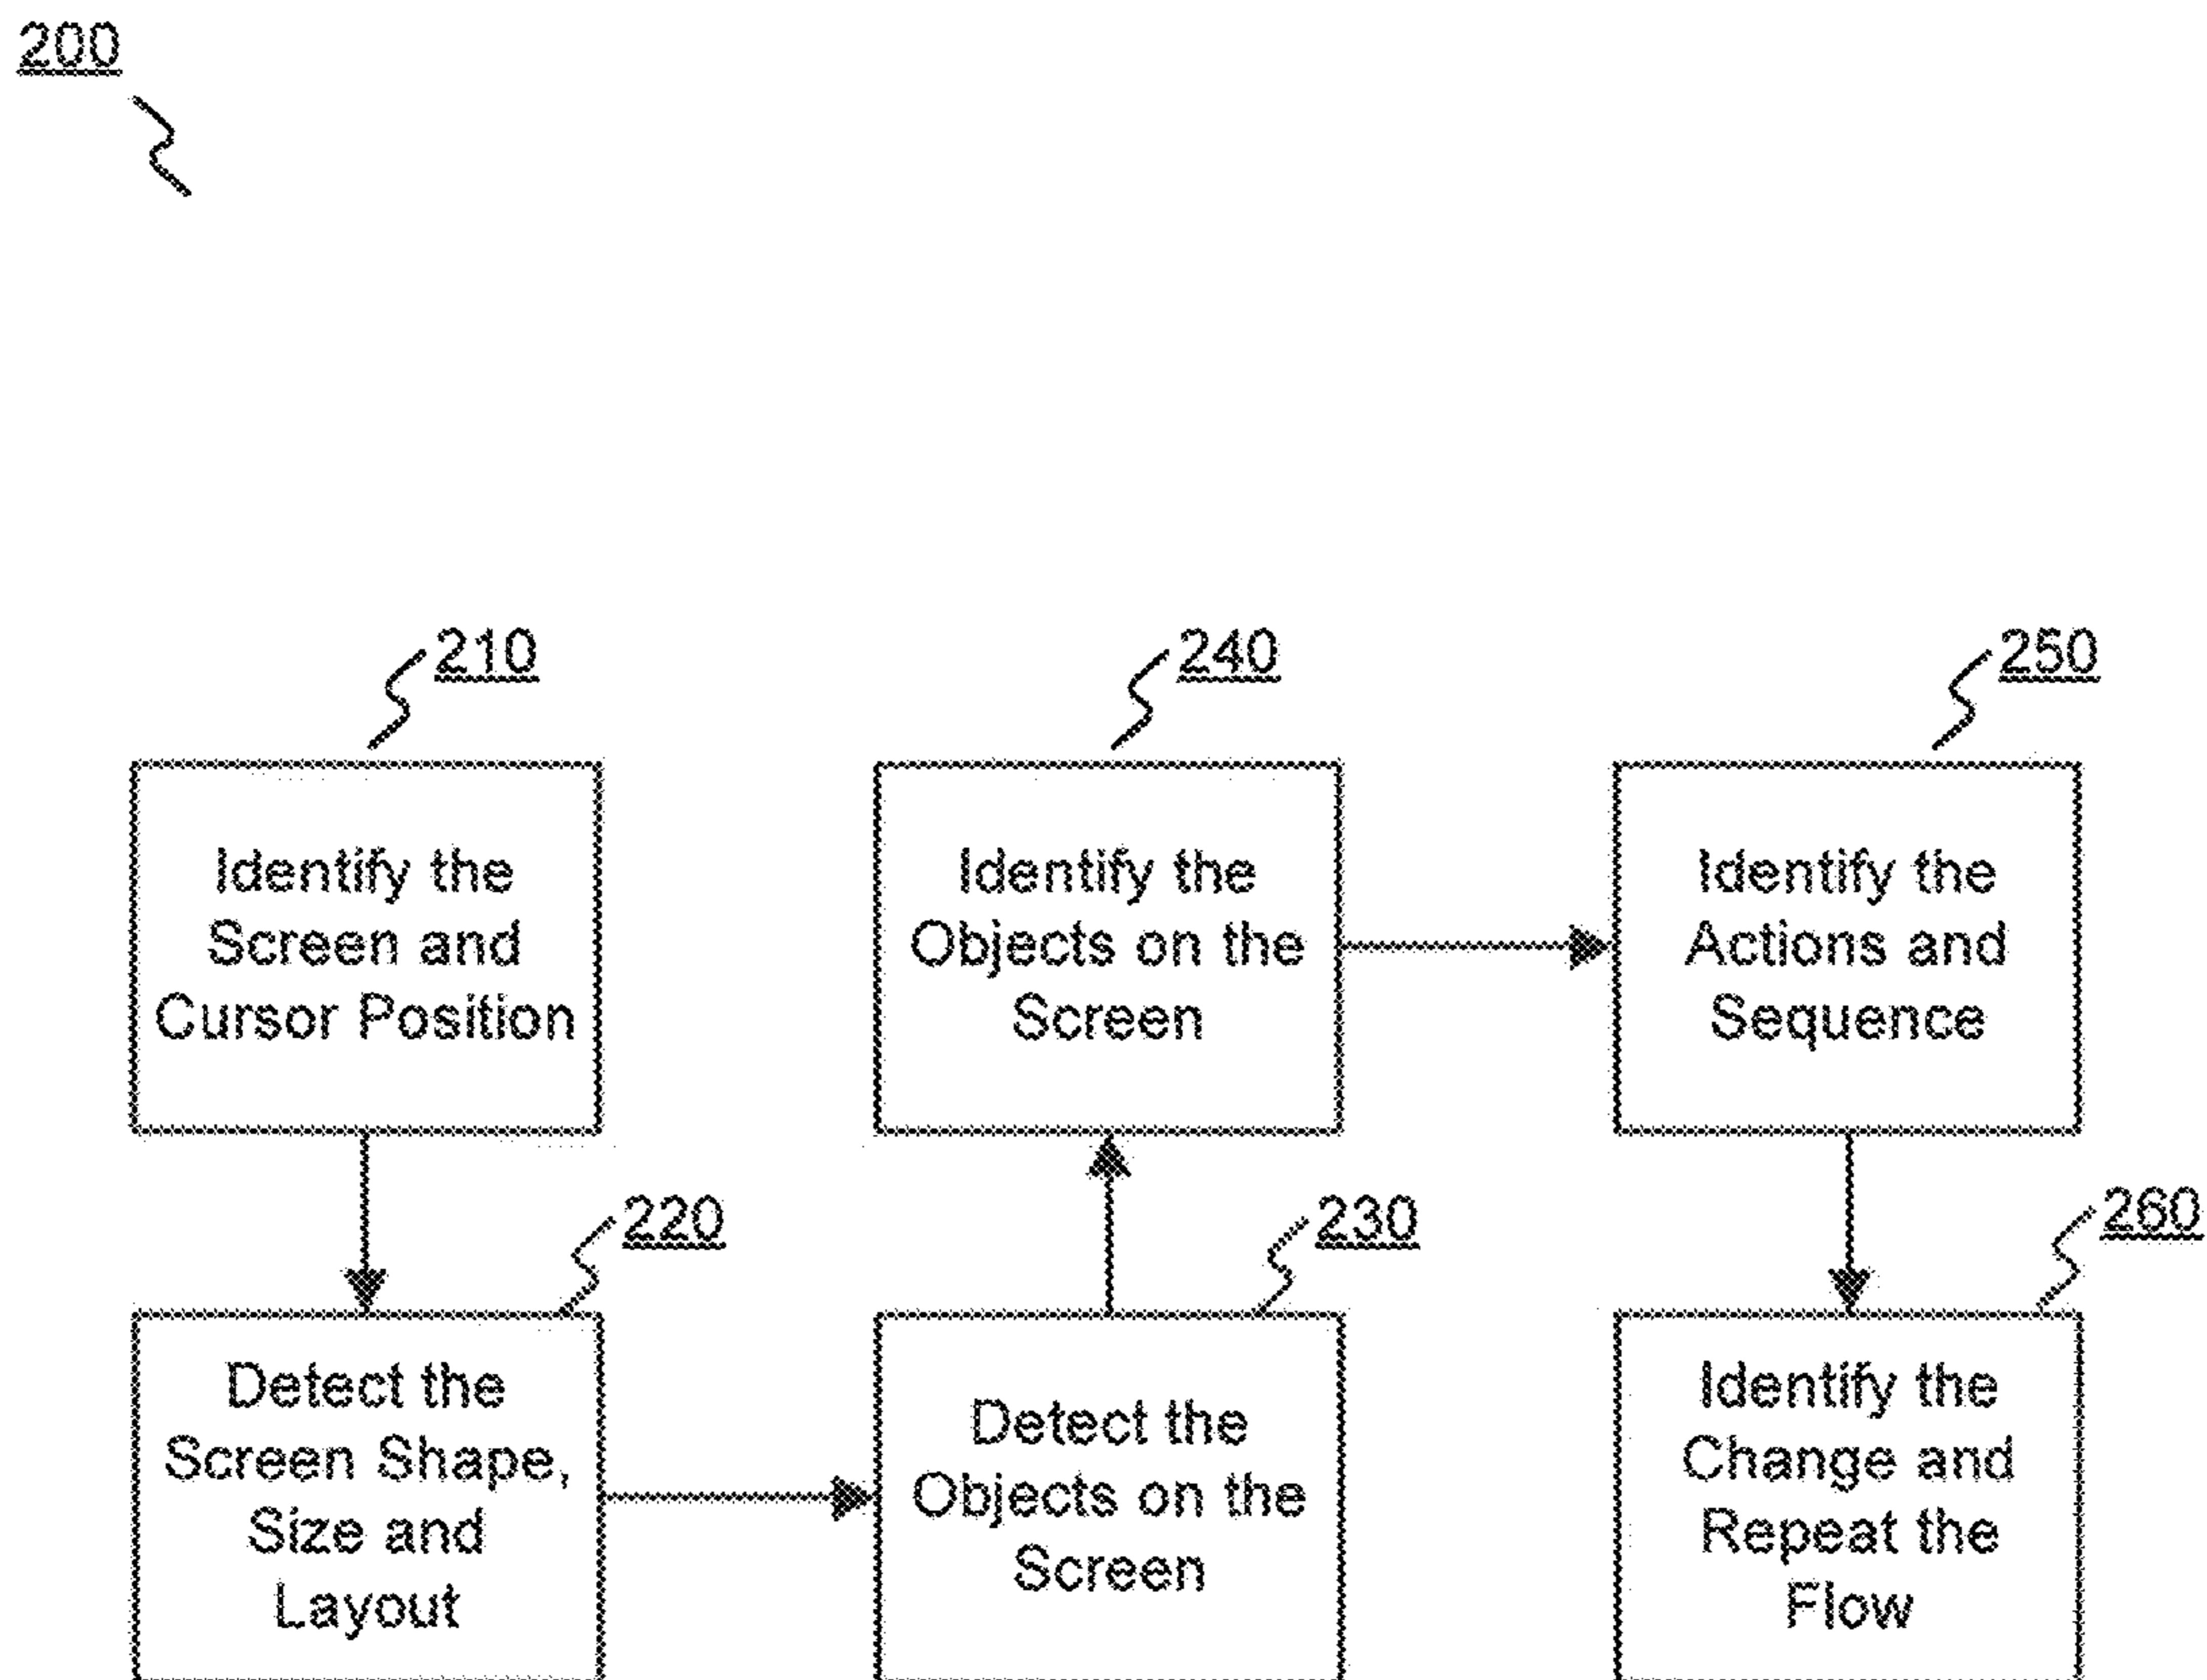 200
210
Identify the
Screen and
Cursor Position
220
Detect the
Screen Shape,
Size and
Layout
230
Detect the
Objects on the
Screen
240
Identify the
Objects on the
Screen
250
Identify the
Actions and
Sequence
260
Identify the
Change and
Repeat the
Flow